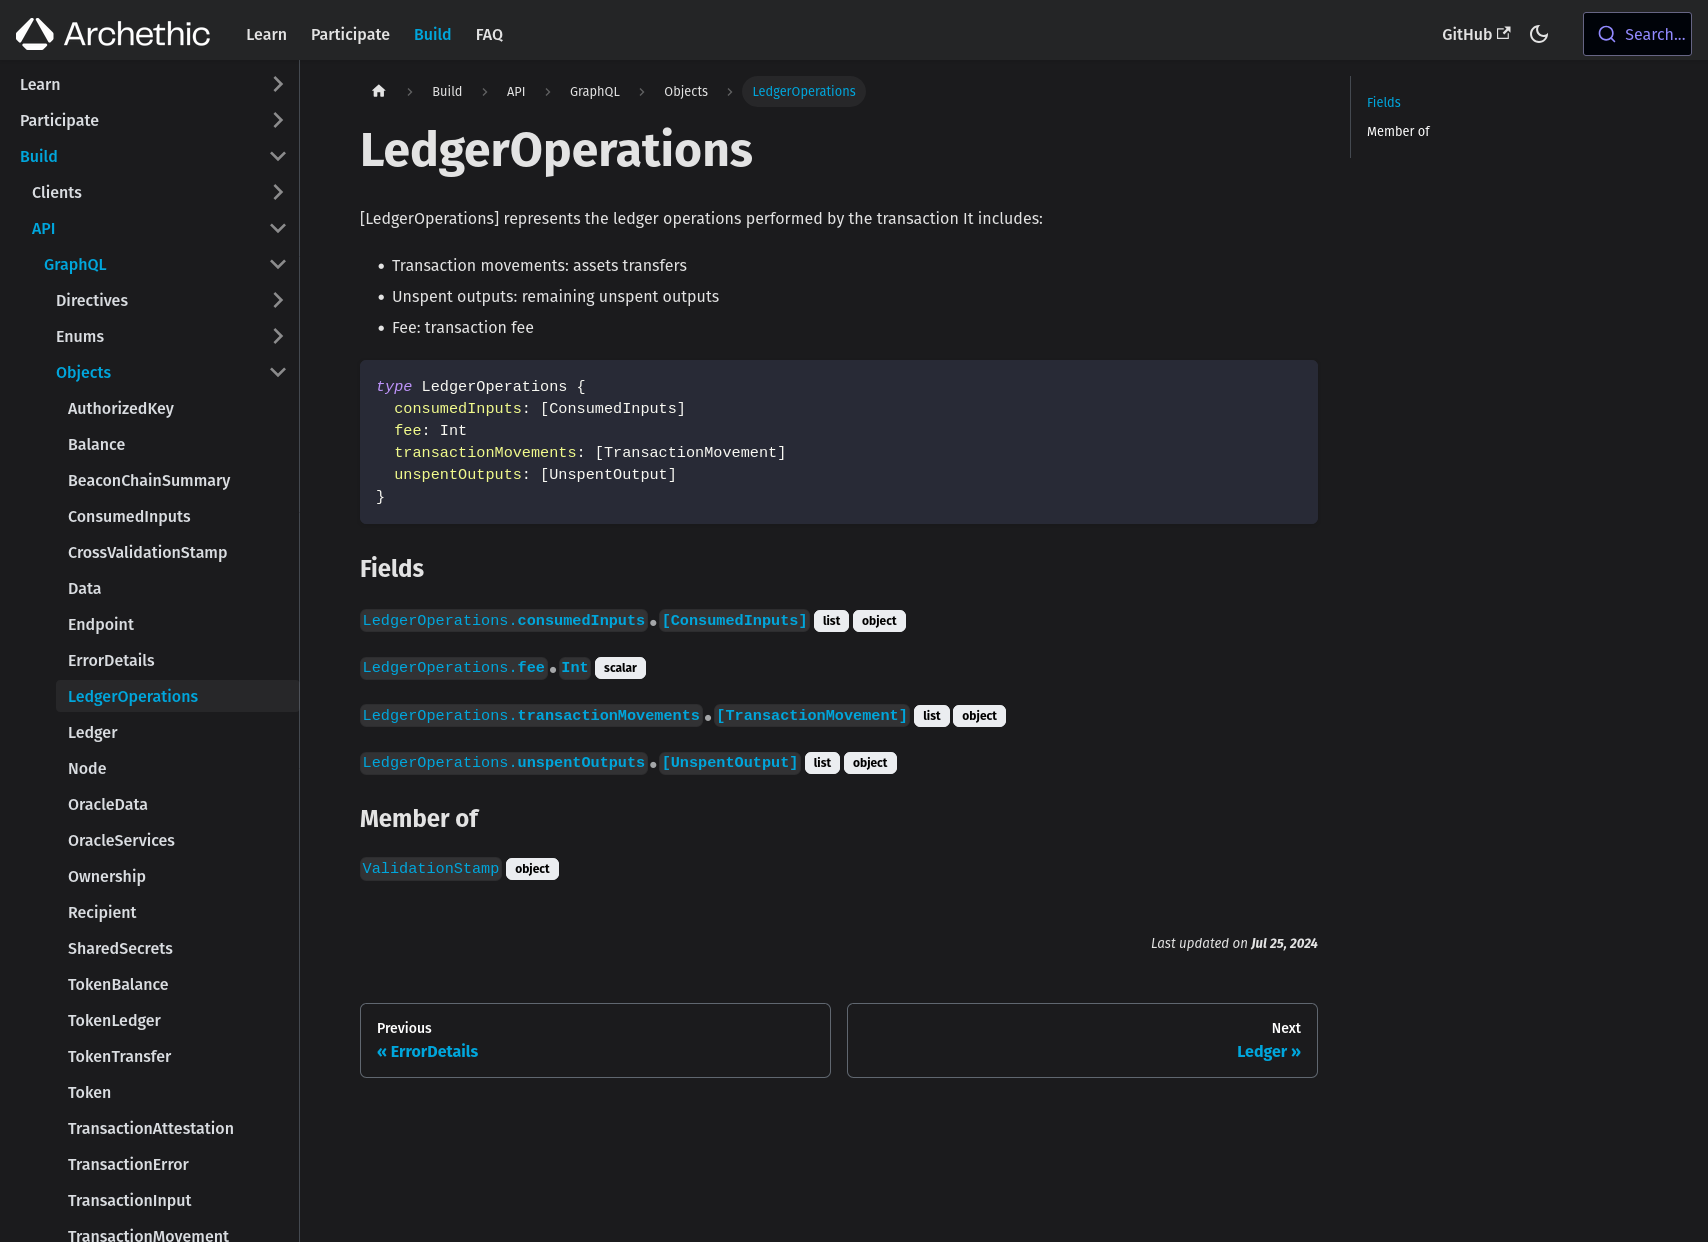 Archethic
Learn
Participate
Build
FAQ
GitHub
Search...
Learn
Participate
Build
Clients
API
GraphQL
Directives
Enums
Objects
AuthorizedKey
Balance
BeaconChainSummary
ConsumedInputs
CrossValidationStamp
Data
Endpoint
ErrorDetails
LedgerOperations
Ledger
Node
OracleData
OracleServices
Ownership
Recipient
SharedSecrets
TokenBalance
TokenLedger
TokenTransfer
Token
TransactionAttestation
TransactionError
TransactionInput
TransactionMovement
Build
API
GraphQL
Objects
LedgerOperations
LedgerOperations
[LedgerOperations] represents the ledger operations performed by the transaction It includes:
• Transaction movements: assets transfers
• Unspent outputs: remaining unspent outputs
• Fee: transaction fee
type LedgerOperations {
  consumedInputs: [ConsumedInputs]
  fee: Int
  transactionMovements: [TransactionMovement]
  unspentOutputs: [UnspentOutput]
}
Fields
LedgerOperations.consumedInputs ● [ConsumedInputs] list object
LedgerOperations.fee ● Int scalar
LedgerOperations.transactionMovements ● [TransactionMovement] list object
LedgerOperations.unspentOutputs ● [UnspentOutput] list object
Member of
ValidationStamp object
Last updated on Jul 25, 2024
Previous
« ErrorDetails
Next
Ledger »
Fields
Member of